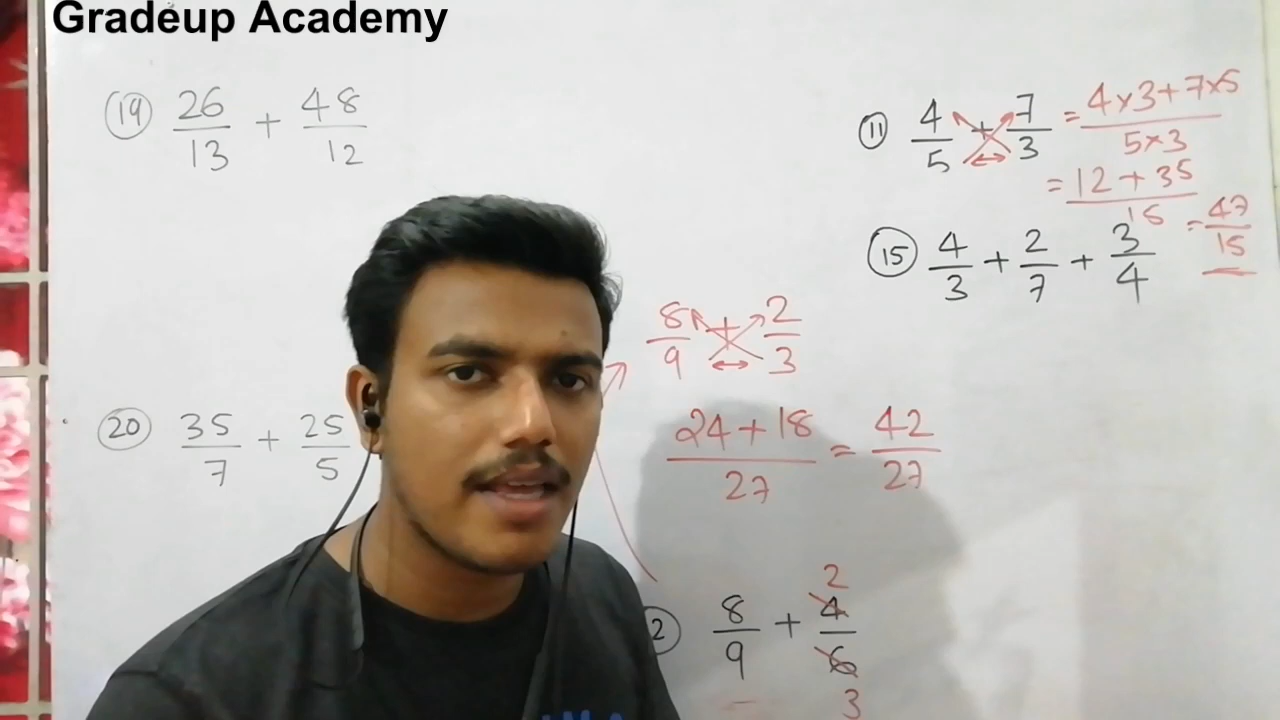 Gradeup Academy
19 26/13 + 48/12
11 4/5 + 7/3 = 4×3+7×5/5×3
= 12+35/15 = 47/15
15 4/3 + 2/7 + 3/4
8/9 + 2/3
20 35/7 + 25/5
24+18/27 = 42/27
2 8/9 + 4/6
2
3